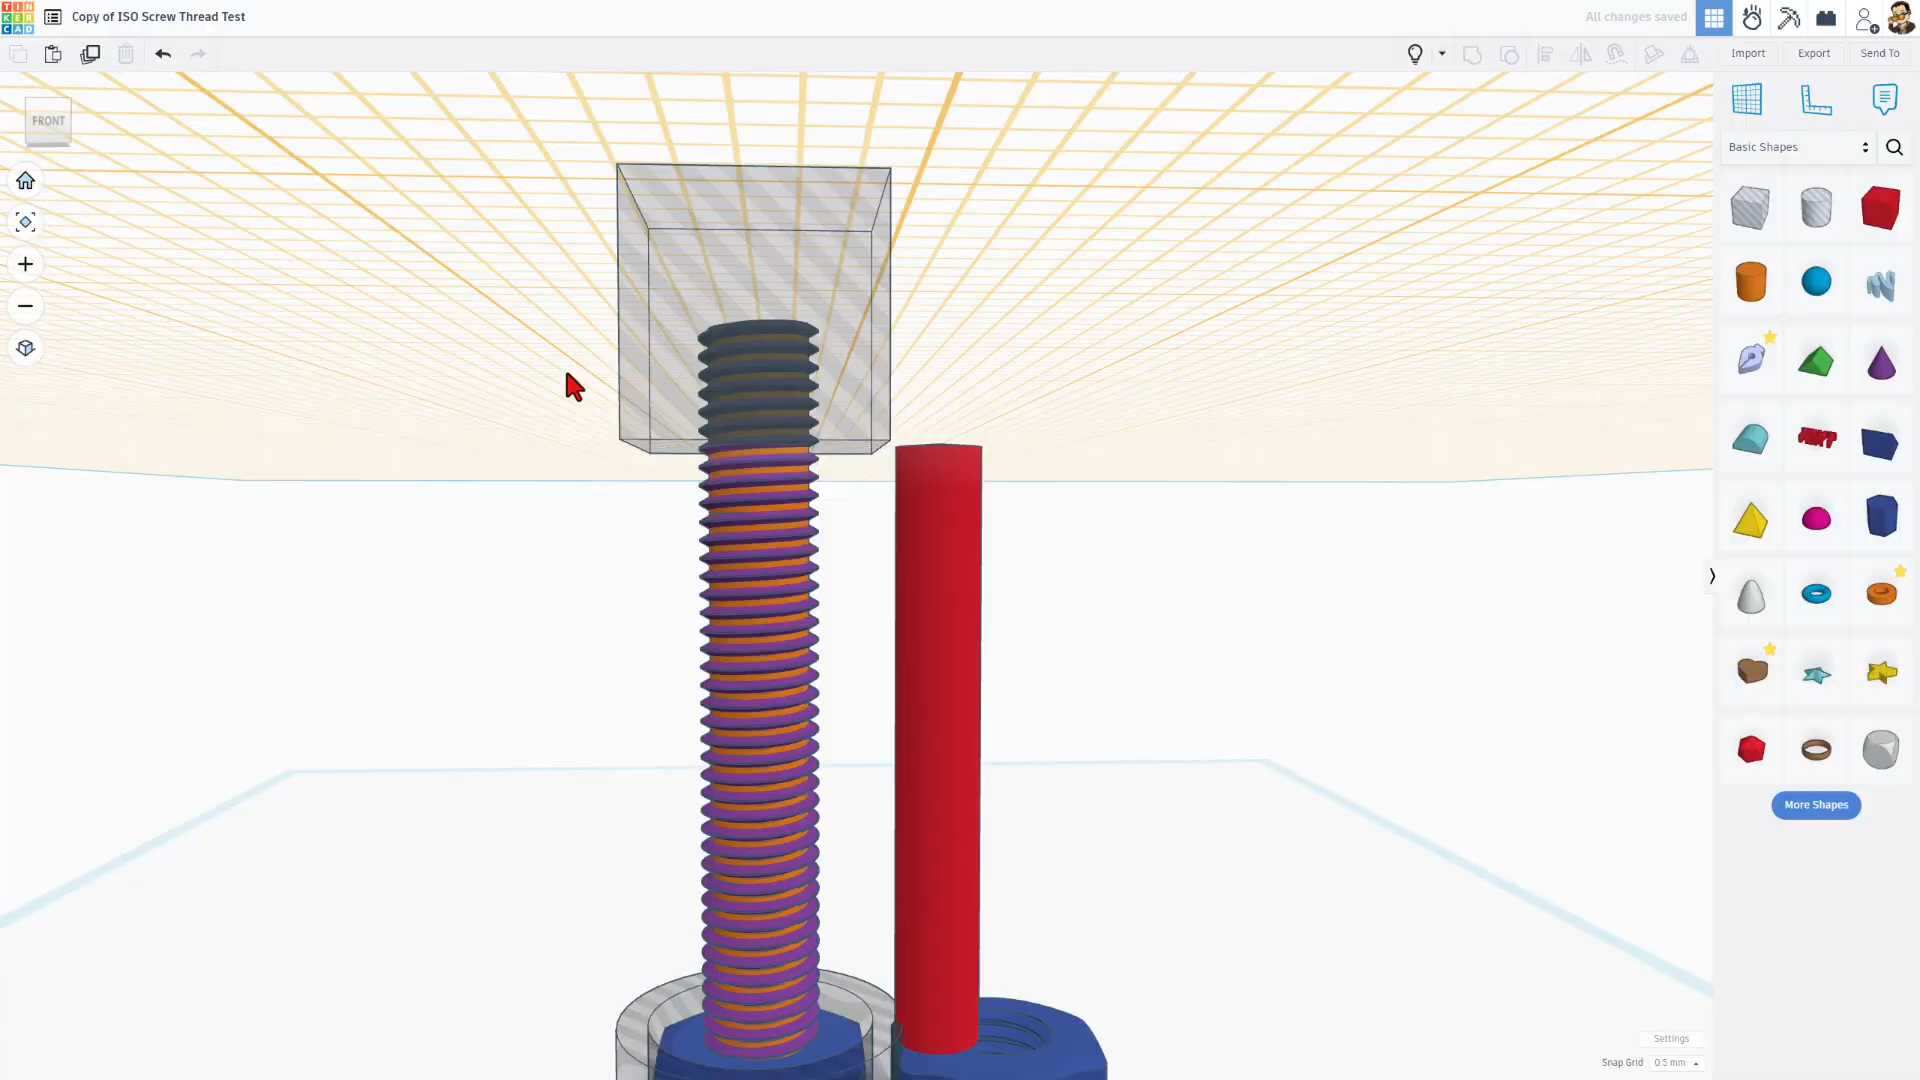 TIN
KER
CAD
Copy of ISO Screw Thread Test
All changes saved
Import
Export
Send To
FRONT
Basic Shapes
TEXT
More Shapes
Settings
Snap Grid
0.5 mm